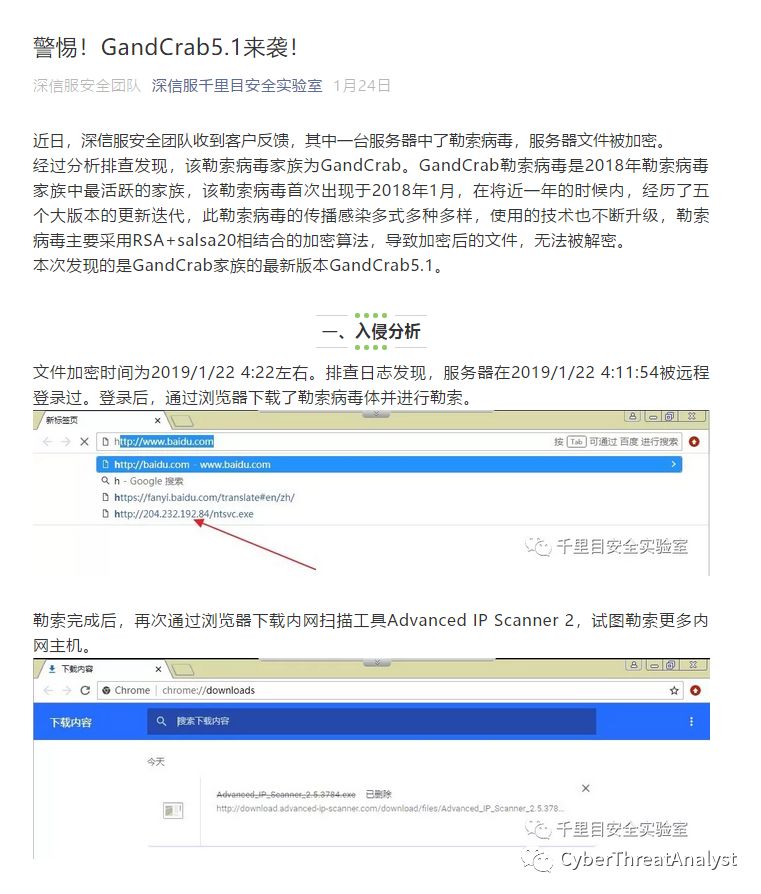 警惕！GandCrab5.1来袭！
深信服安全团队 深信服千里目安全实验室 1月24日
近日，深信服安全团队收到客户反馈，其中一台服务器中了勒索病毒，服务器文件被加密。
经过分析排查发现，该勒索病毒家族为GandCrab。GandCrab勒索病毒是2018年勒索病毒
家族中最活跃的家族，该勒索病毒首次出现于2018年1月，在将近一年的时候内，经历了五
个大版本的更新迭代，此勒索病毒的传播感染多式多种多样，使用的技术也不断升级，勒索
病毒主要采用RSA+salsa20相结合的加密算法，导致加密后的文件，无法被解密。
本次发现的是GandCrab家族的最新版本GandCrab5.1。
一、入侵分析
文件加密时间为2019/1/22 4:22左右。排查日志发现，服务器在2019/1/22 4:11:54被远程
登录过。登录后，通过浏览器下载了勒索病毒体并进行勒索。
新标签页
http://www.baidu.com 按 Tab 可通过 百度 进行搜索
http://baidu.com - www.baidu.com
h - Google 搜索
https://fanyi.baidu.com/translate#en/zh/
http://204.232.192.84/ntsvc.exe
千里目安全实验室
勒索完成后，再次通过浏览器下载内网扫描工具Advanced IP Scanner 2，试图勒索更多内
网主机。
下载内容
Chrome | chrome://downloads
下载内容 搜索下载内容
今天
Advanced_IP_Scanner_2.5.3784.exe 已删除
http://download.advanced-ip-scanner.com/download/files/Advanced_IP_Scanner_2.5.378...
千里目安全实验室
CyberThreatAnalyst